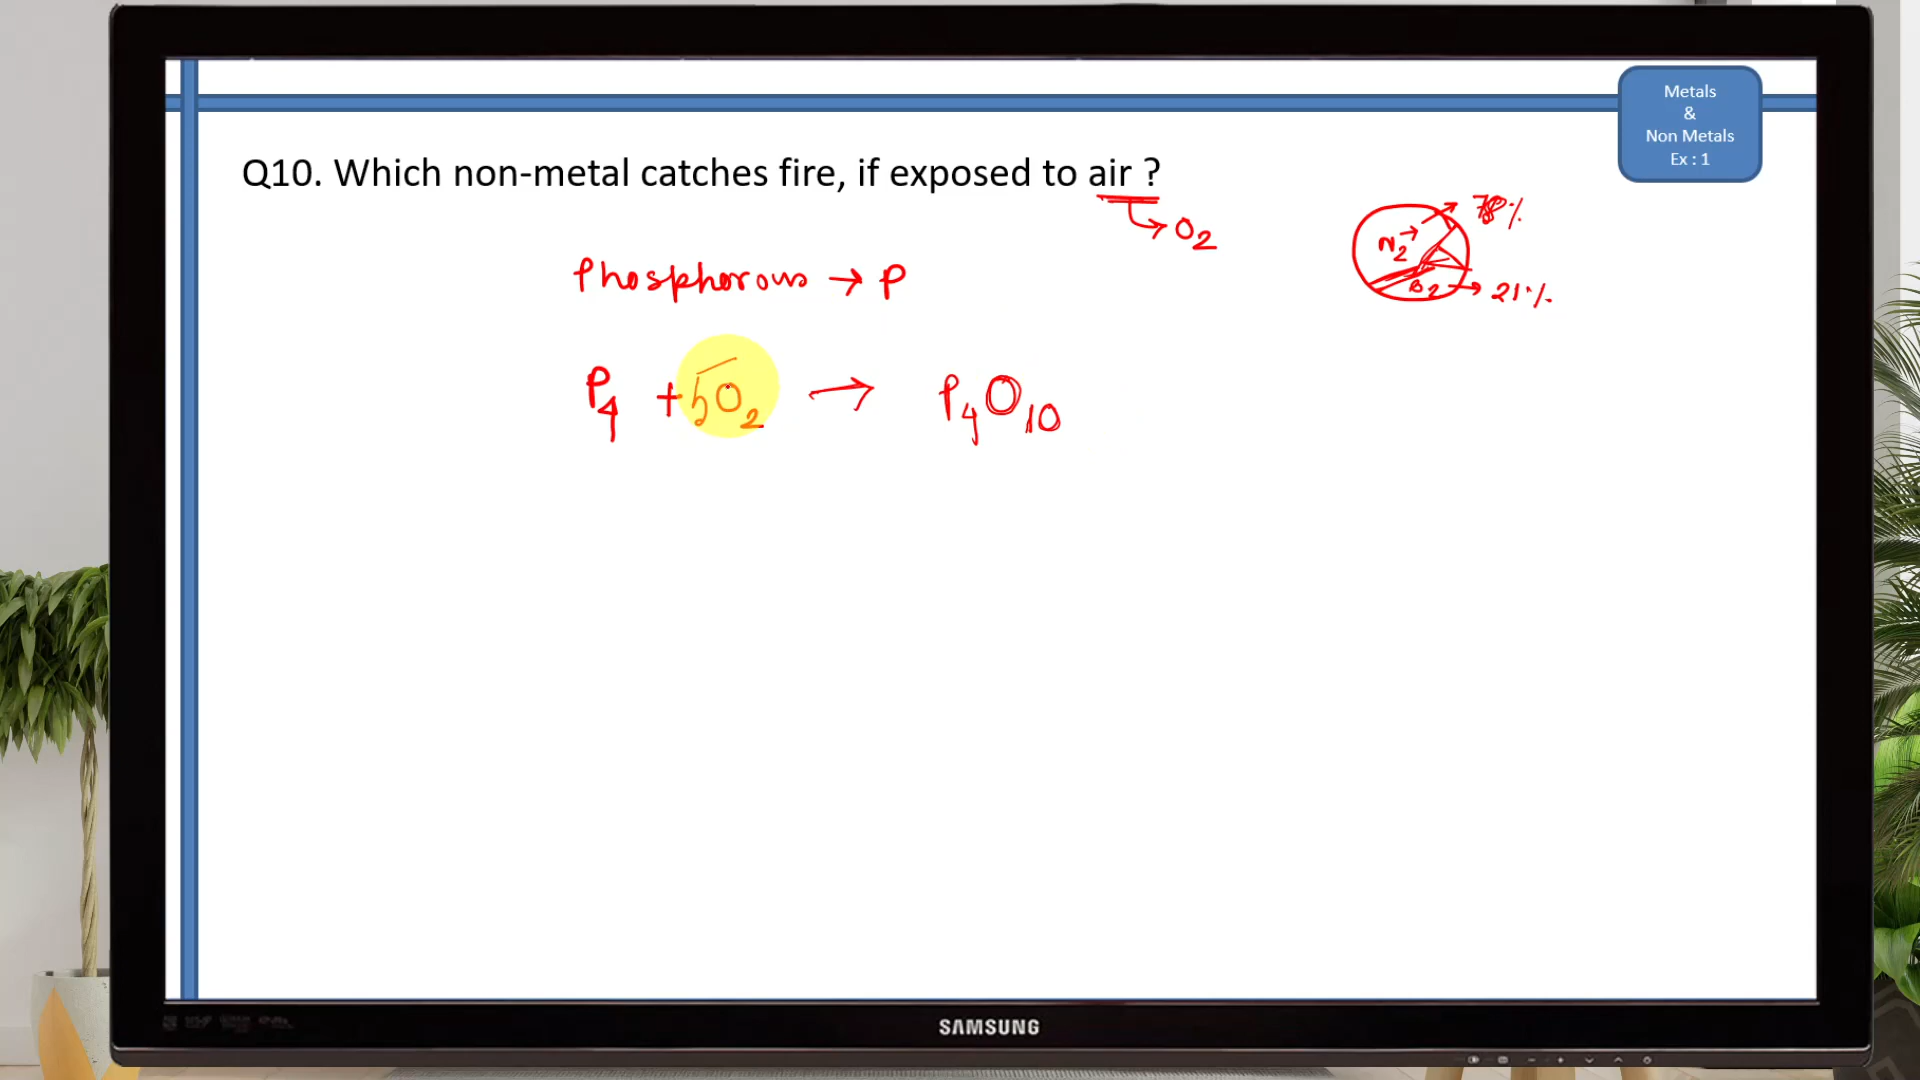 Metals
&
Non Metals
Ex : 1
Q10. Which non-metal catches fire, if exposed to air ?
O2
N2
78%
O2
21%
Phosphorous → P
P4 + 5O2 → P4O10
SAMSUNG